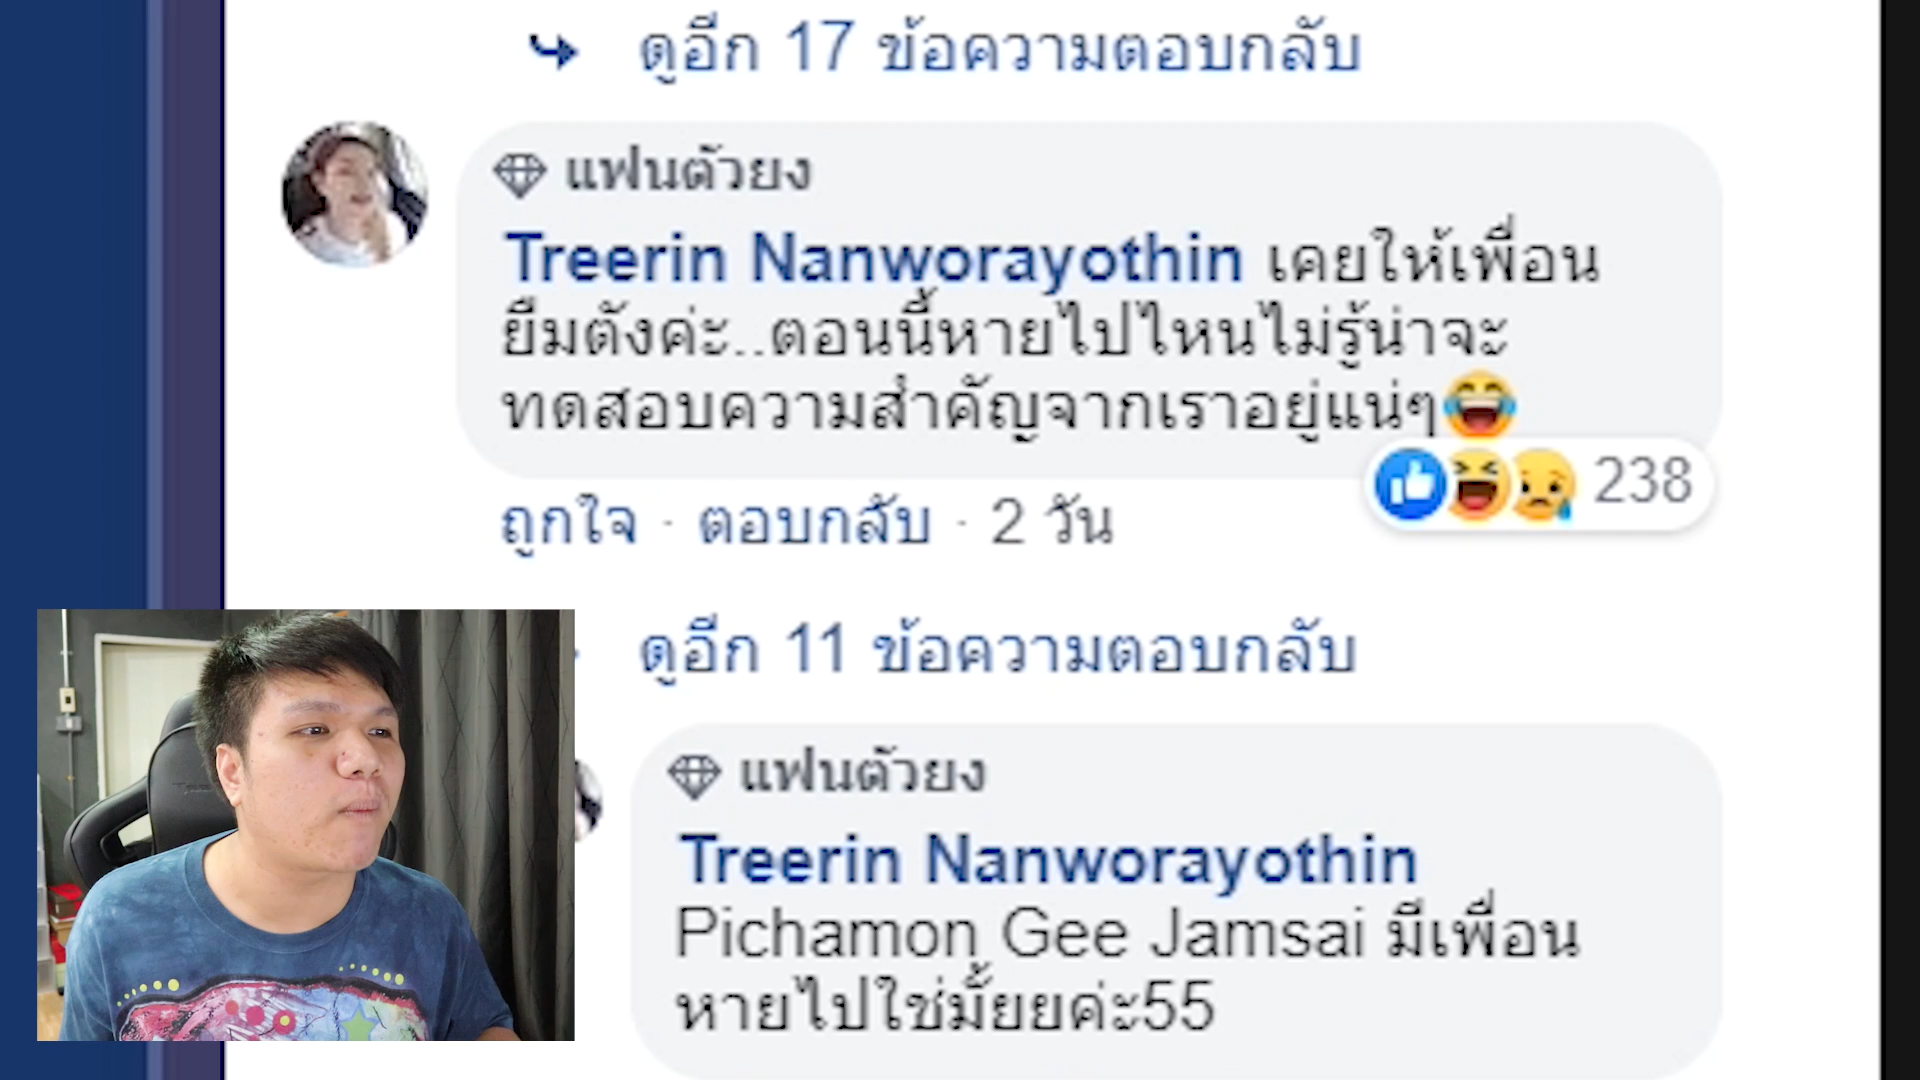 ดูอีก 17 ข้อความตอบกลับ
แฟนตัวยง
Treerin Nanworayothin เคยให้เพื่อน
ยืมตังค่ะ..ตอนนี้หายไปไหนไม่รู้น่าจะ
ทดสอบความสำคัญจากเราอยู่แน่ๆ😂
238
ถูกใจ · ตอบกลับ · 2 วัน
ดูอีก 11 ข้อความตอบกลับ
แฟนตัวยง
Treerin Nanworayothin
Pichamon Gee Jamsai มีเพื่อน
หายไปใช่มั้ยยค่ะ55